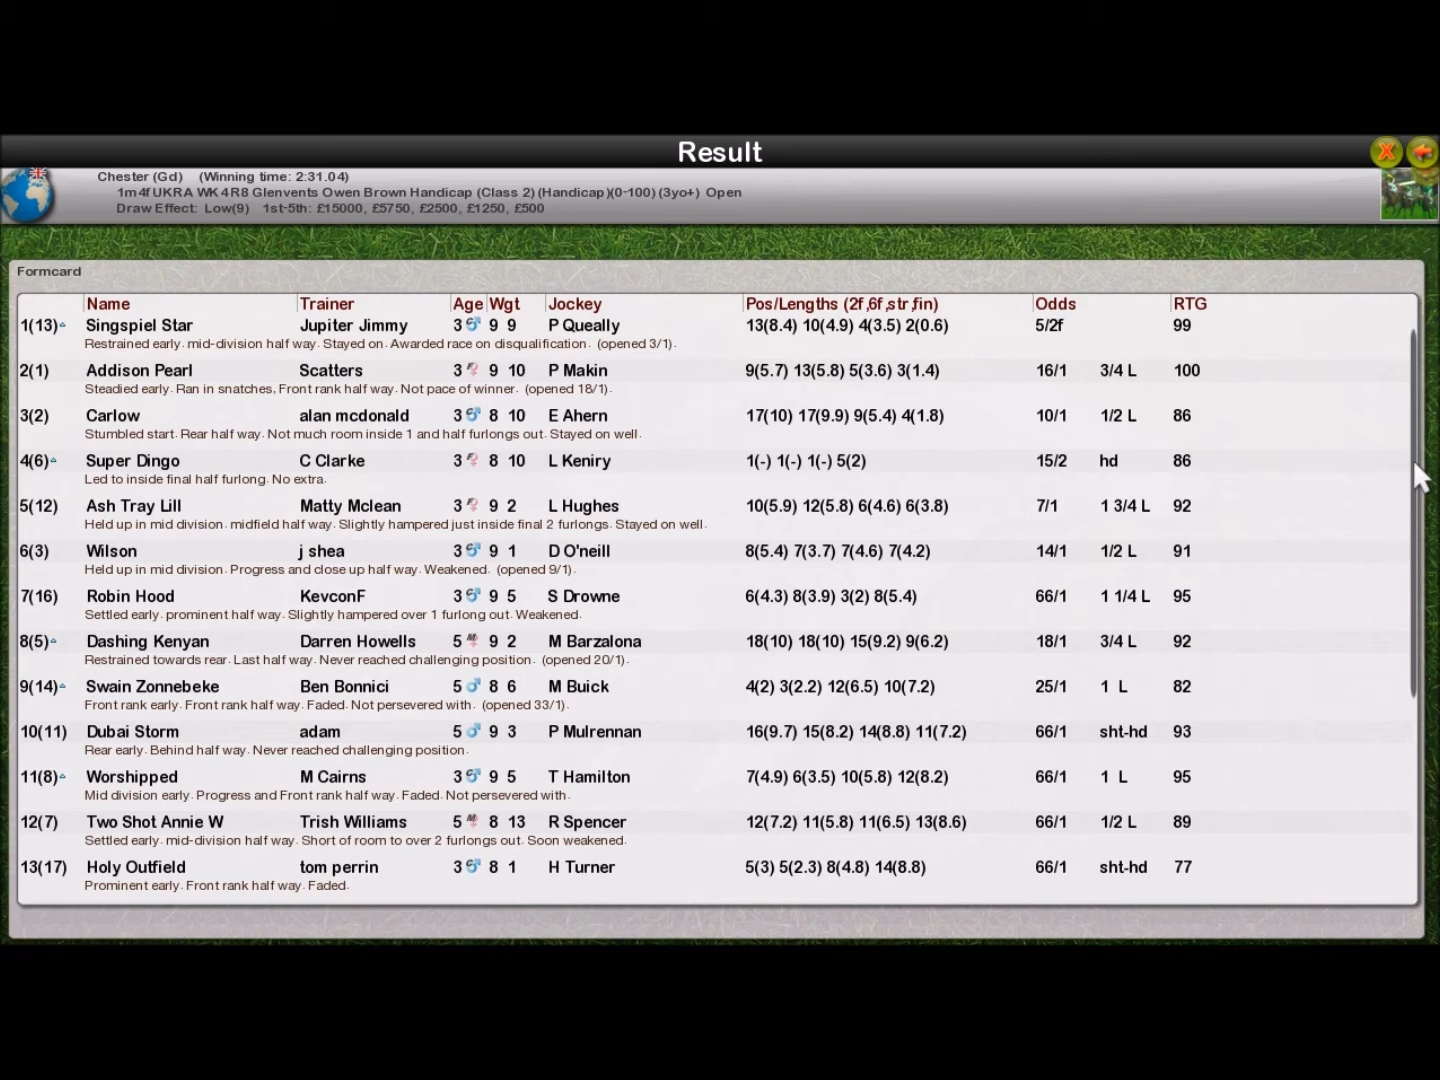 Result
Chester (Gd) (Winning time: 2:31.04)
1m4f UKRA WK4R8 Glenvents Owen Brown Handicap (Class 2) (Handicap)(0-100) (3yo+) Open
Draw Effect: Low(9) 1st-5th: £15000, £5750, £2500, £1250, £500
Formcard
Name Trainer Age Wgt Jockey Pos/Lengths (2f,6f,str,fin) Odds RTG
1(13) Singspiel Star Jupiter Jimmy 3 9 9 P Queally 13(8.4) 10(4.9) 4(3.5) 2(0.6) 5/2f 99
Restrained early. mid-division half way. Stayed on. Awarded race on disqualification. (opened 3/1).
2(1) Addison Pearl Scatters 3 9 10 P Makin 9(5.7) 13(5.8) 5(3.6) 3(1.4) 16/1 3/4 L 100
Steadied early. Ran in snatches, Front rank half way. Not pace of winner. (opened 18/1).
3(2) Carlow alan mcdonald 3 8 10 E Ahern 17(10) 17(9.9) 9(5.4) 4(1.8) 10/1 1/2 L 86
Stumbled start. Rear half way. Not much room inside 1 and half furlongs out. Stayed on well.
4(6) Super Dingo C Clarke 3 8 10 L Keniry 1(-) 1(-) 1(-) 5(2) 15/2 hd 86
Led to inside final half furlong. No extra.
5(12) Ash Tray Lill Matty Mclean 3 9 2 L Hughes 10(5.9) 12(5.8) 6(4.6) 6(3.8) 7/1 1 3/4 L 92
Held up in mid division. midfield half way. Slightly hampered just inside final 2 furlongs. Stayed on well.
6(3) Wilson j shea 3 9 1 D O'neill 8(5.4) 7(3.7) 7(4.6) 7(4.2) 14/1 1/2 L 91
Held up in mid division. Progress and close up half way. Weakened. (opened 9/1).
7(16) Robin Hood KevconF 3 9 5 S Drowne 6(4.3) 8(3.9) 3(2) 8(5.4) 66/1 1 1/4 L 95
Settled early. prominent half way. Slightly hampered over 1 furlong out. Weakened.
8(5) Dashing Kenyan Darren Howells 5 9 2 M Barzalona 18(10) 18(10) 15(9.2) 9(6.2) 18/1 3/4 L 92
Restrained towards rear. Last half way. Never reached challenging position. (opened 20/1).
9(14) Swain Zonnebeke Ben Bonnici 5 8 6 M Buick 4(2) 3(2.2) 12(6.5) 10(7.2) 25/1 1 L 82
Front rank early. Front rank half way. Faded. Not persevered with. (opened 33/1).
10(11) Dubai Storm adam 5 9 3 P Mulrennan 16(9.7) 15(8.2) 14(8.8) 11(7.2) 66/1 sht-hd 93
Rear early. Behind half way. Never reached challenging position.
11(8) Worshipped M Cairns 3 9 5 T Hamilton 7(4.9) 6(3.5) 10(5.8) 12(8.2) 66/1 1 L 95
Mid division early. Progress and Front rank half way. Faded. Not persevered with.
12(7) Two Shot Annie W Trish Williams 5 8 13 R Spencer 12(7.2) 11(5.8) 11(6.5) 13(8.6) 66/1 1/2 L 89
Settled early. mid-division half way. Short of room to over 2 furlongs out. Soon weakened.
13(17) Holy Outfield tom perrin 3 8 1 H Turner 5(3) 5(2.3) 8(4.8) 14(8.8) 66/1 sht-hd 77
Prominent early. Front rank half way. Faded.